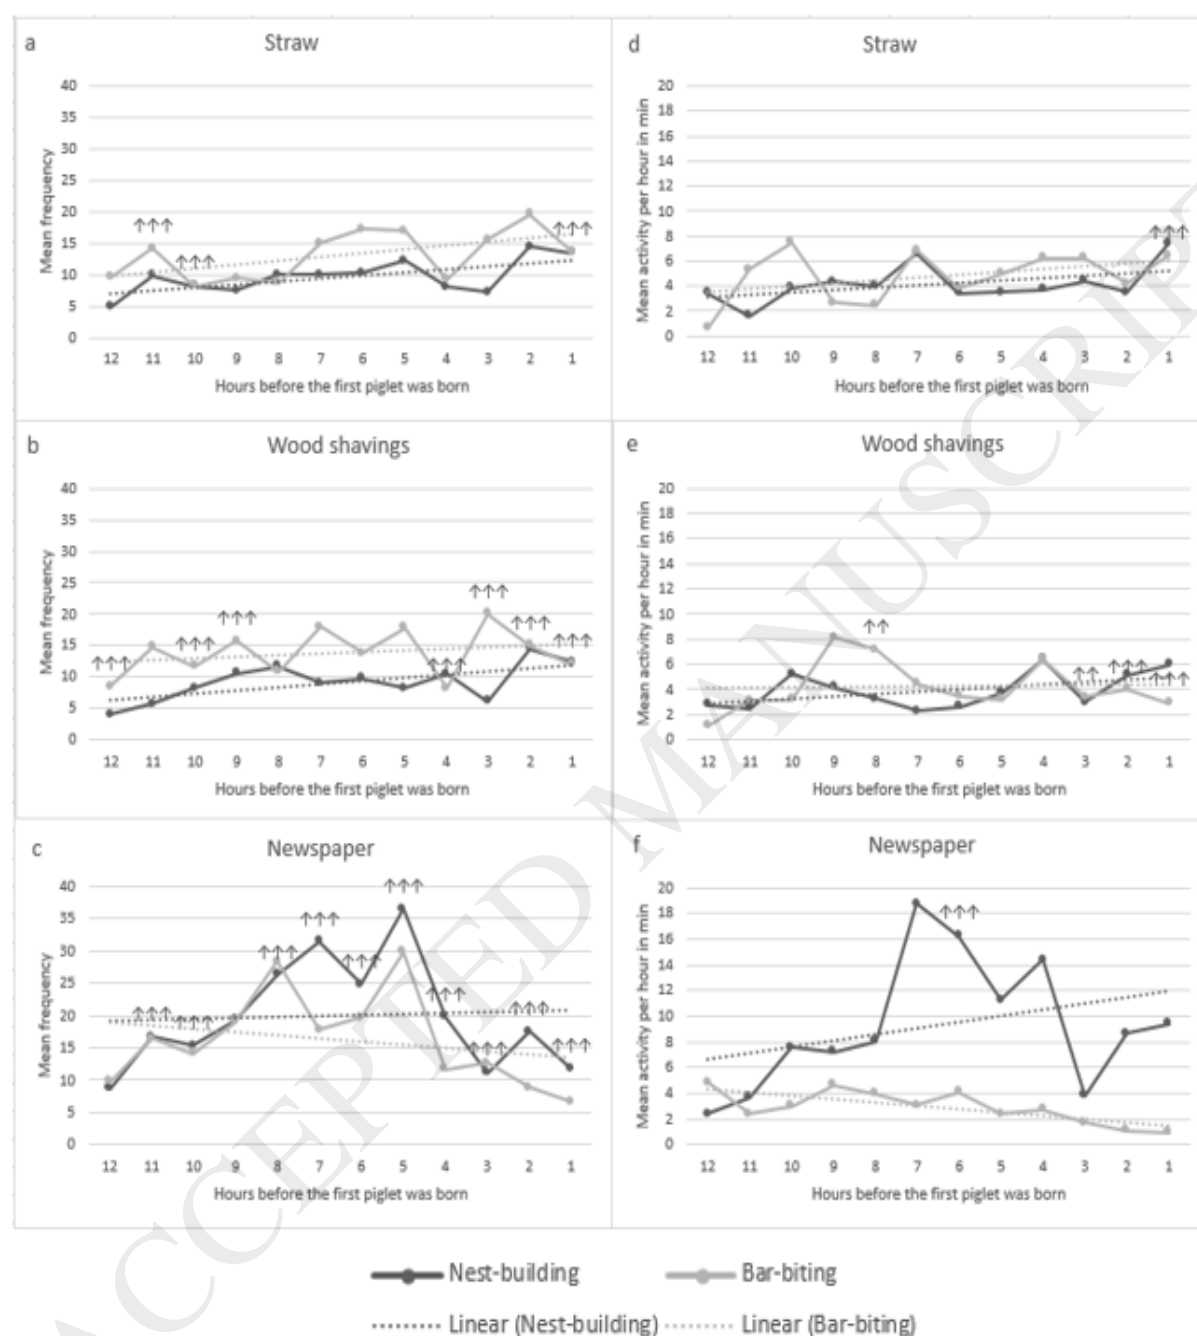 a
Straw
40
35
30
25
20
15
10
5
0
Mean frequency
↑↑↑
↑↑↑
↑↑↑
12 11 10 9 8 7 6 5 4 3 2 1
Hours before the first piglet was born
d
Straw
20
18
16
14
12
10
8
6
4
2
0
Mean activity per hour in min
↑↑↑
12 11 10 9 8 7 6 5 4 3 2 1
Hours before the first piglet was born
b
Wood shavings
40
35
30
25
20
15
10
5
0
Mean frequency
↑↑↑
↑↑↑
↑↑↑
↑↑↑
↑↑↑
↑↑↑
↑↑↑
12 11 10 9 8 7 6 5 4 3 2 1
Hours before the first piglet was born
e
Wood shavings
20
18
16
14
12
10
8
6
4
2
0
Mean activity per hour in min
↑↑
↑↑
↑↑↑
↑↑↑
12 11 10 9 8 7 6 5 4 3 2 1
Hours before the first piglet was born
c
Newspaper
40
35
30
25
20
15
10
5
0
Mean frequency
↑↑↑
↑↑↑
↑↑↑
↑↑↑
↑↑↑
↑↑↑
↑↑↑
↑↑↑
↑↑↑
↑↑↑
12 11 10 9 8 7 6 5 4 3 2 1
Hours before the first piglet was born
f
Newspaper
20
18
16
14
12
10
8
6
4
2
0
Mean activity per hour in min
↑↑↑
12 11 10 9 8 7 6 5 4 3 2 1
Hours before the first piglet was born
Nest-building Bar-biting
Linear (Nest-building) Linear (Bar-biting)
ACCEPTED MANUSCRIPT